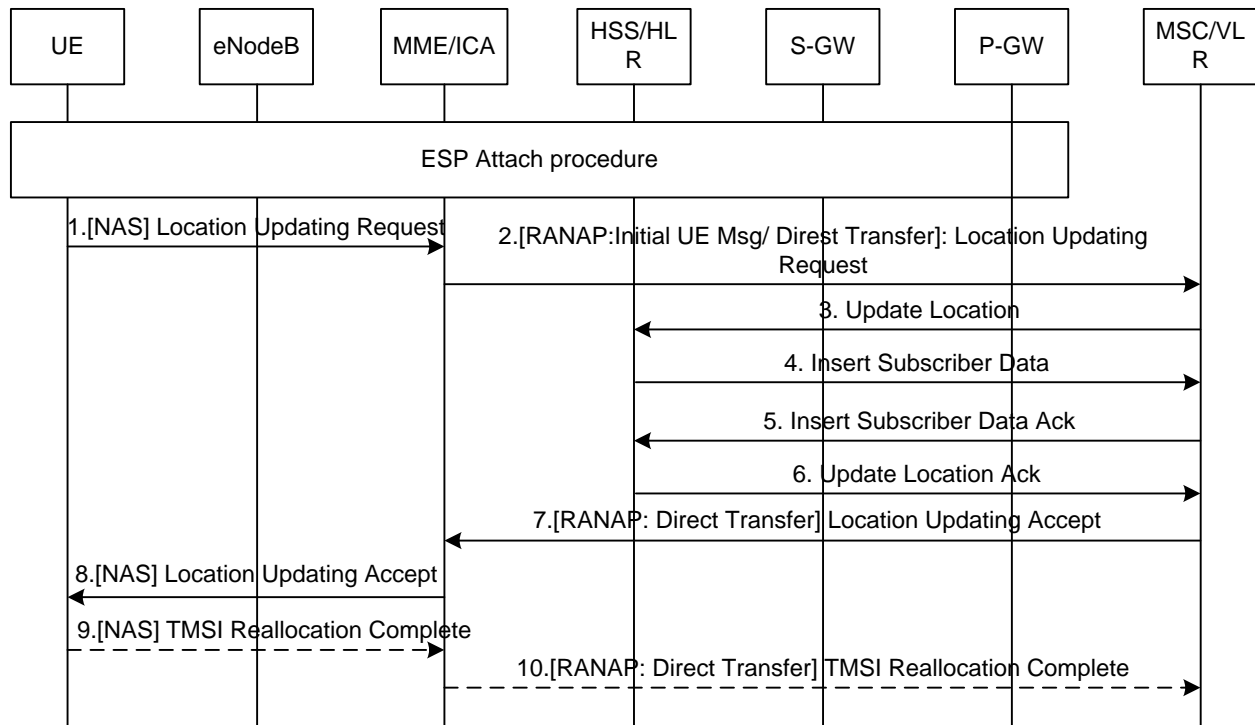 UE
eNodeB
MME/ICA
HSS/HL
R
S-GW
P-GW
MSC/VL
R
ESP Attach procedure
1.[NAS] Location Updating Request
2.[RANAP:Initial UE Msg/ Direst Transfer]: Location Updating
Request
3. Update Location
4. Insert Subscriber Data
5. Insert Subscriber Data Ack
6. Update Location Ack
7.[RANAP: Direct Transfer] Location Updating Accept
8.[NAS] Location Updating Accept
9.[NAS] TMSI Reallocation Complete
10.[RANAP: Direct Transfer] TMSI Reallocation Complete